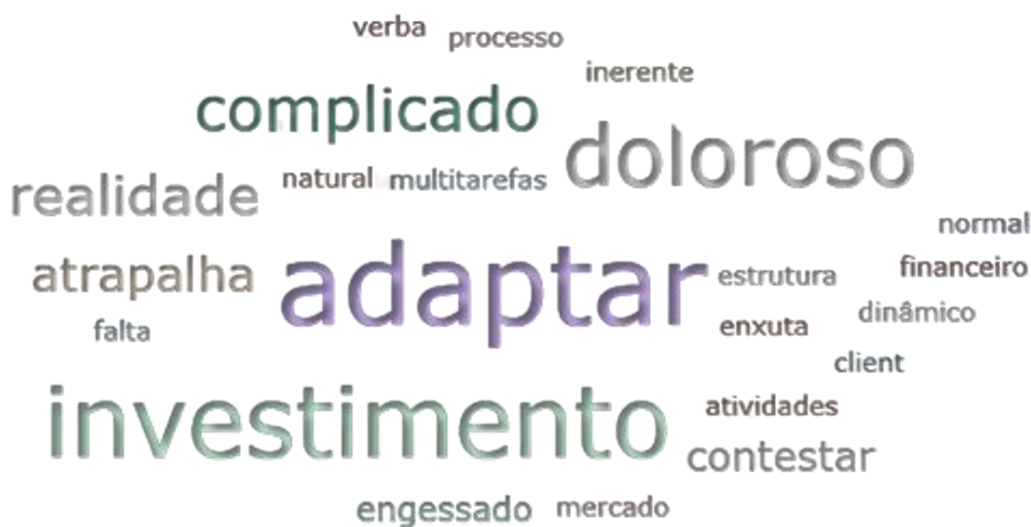 verba processo
inerente
complicado
doloroso
natural multitarefas
realidade
normal
adaptar
atrapalha
estrutura
financeiro
falta
enxuta
dinâmico
client
investimento
atividades
contestar
engessado mercado